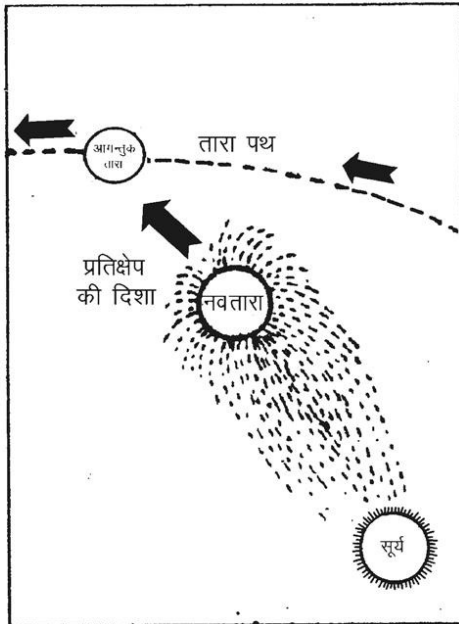 आगन्तुक
तारा
तारा पथ
प्रतिक्षेप
की दिशा
नवतारा
सूर्य